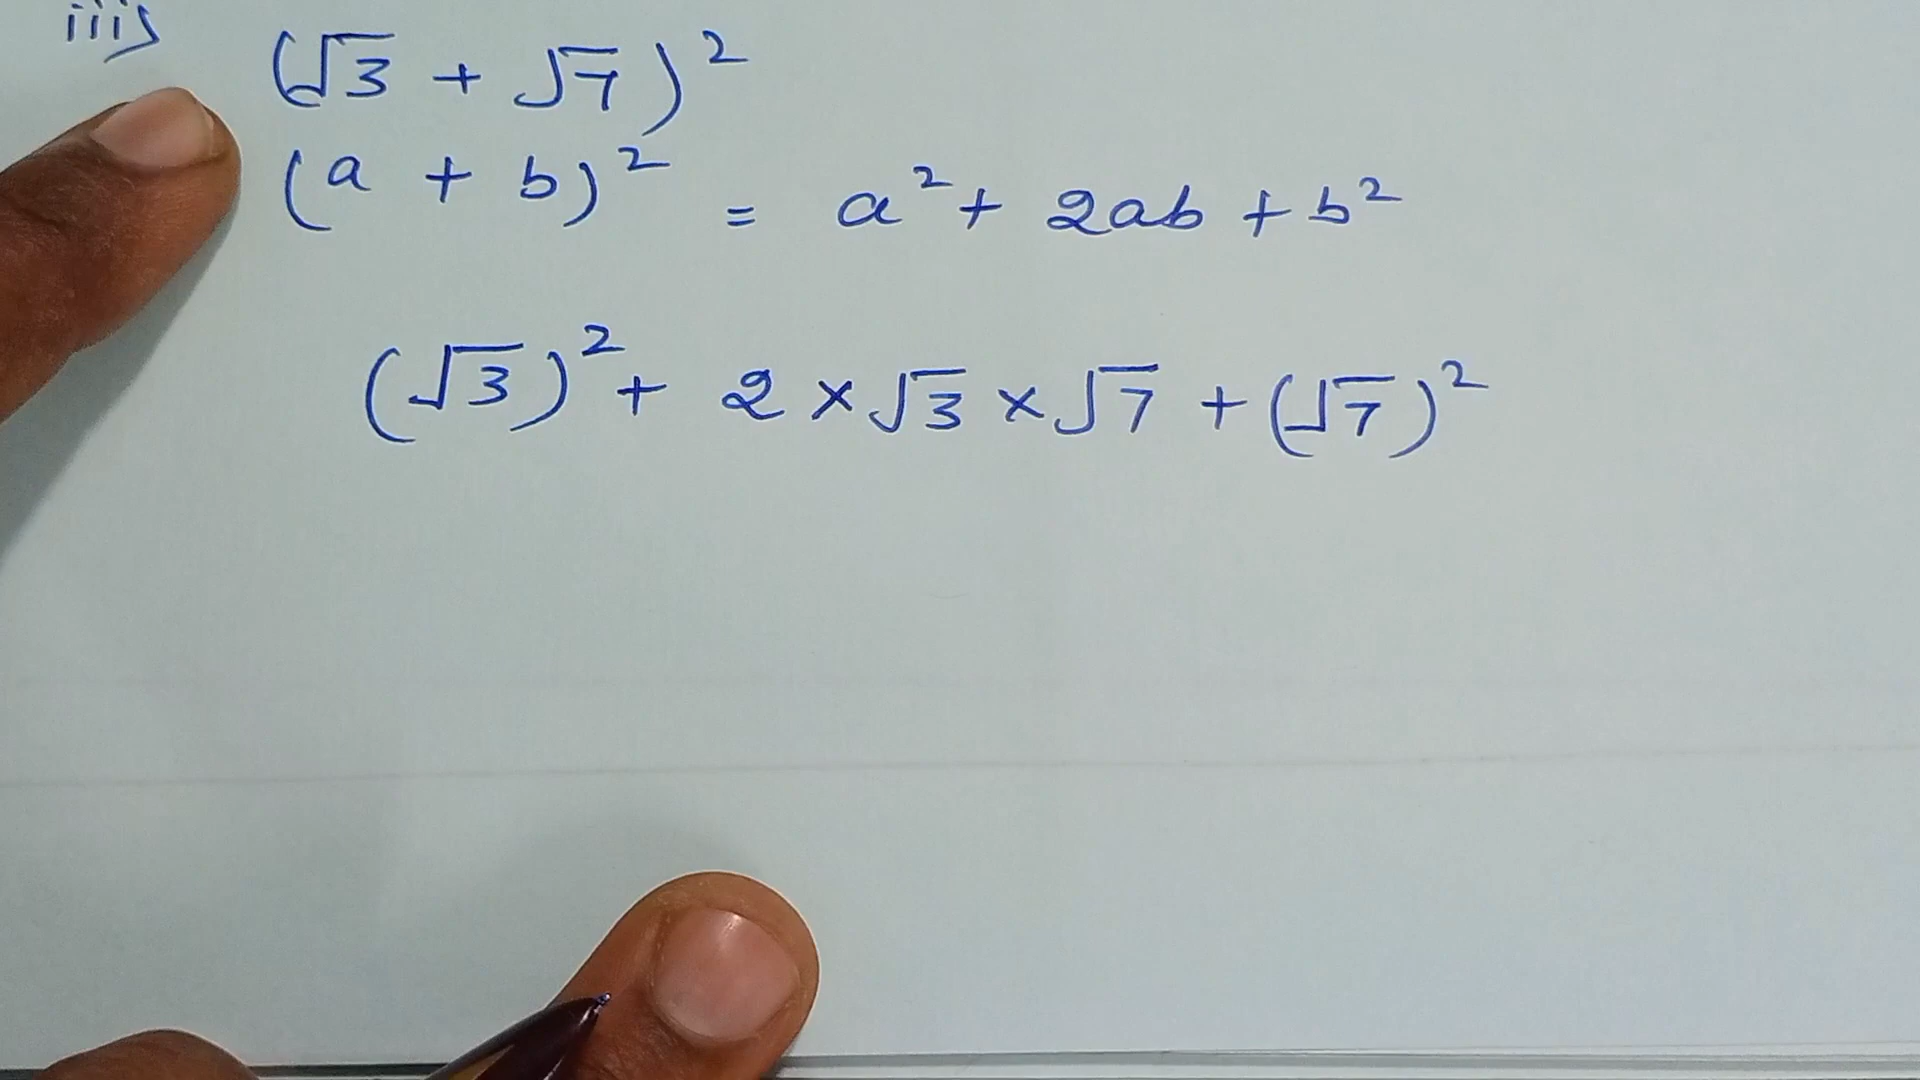 iii)
(√3 + √7)²
(a + b)² = a² + 2ab + b²
(√3)² + 2 × √3 × √7 + (√7)²